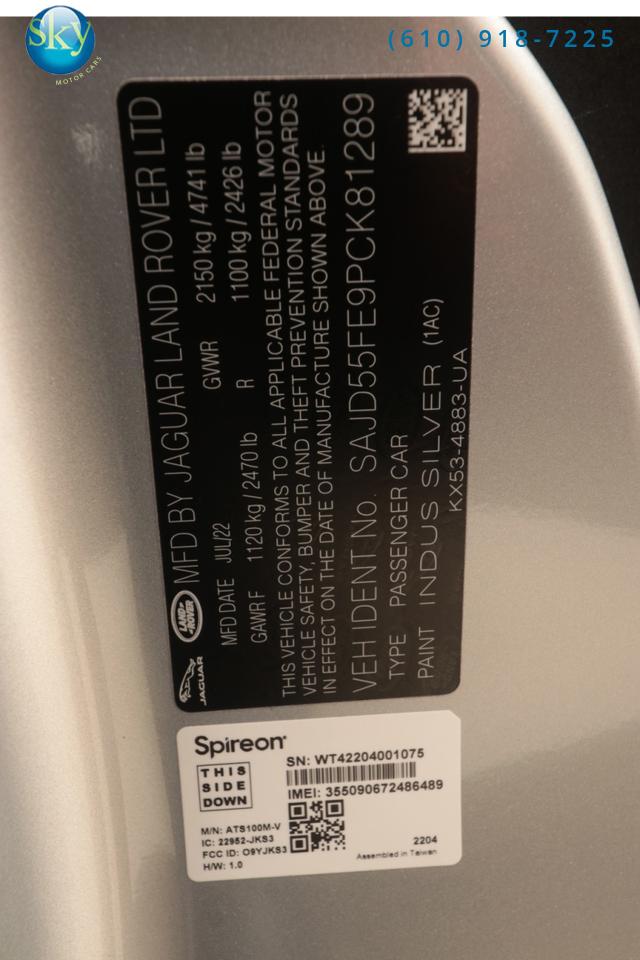 Sky
MOTOR CARS
(610) 918-7225
MFD BY JAGUAR LAND ROVER LTD
MFD DATE JUL/22 GVWR 2150 kg / 4741 lb
GAWR F 1120 kg / 2470 lb R 1100 kg / 2426 lb
THIS VEHICLE CONFORMS TO ALL APPLICABLE FEDERAL MOTOR
VEHICLE SAFETY, BUMPER AND THEFT PREVENTION STANDARDS
IN EFFECT ON THE DATE OF MANUFACTURE SHOWN ABOVE.
VEH IDENT No. SAJD55FE9PCK81289
TYPE PASSENGER CAR
PAINT INDUS SILVER (1AC)
KX53-4883-UA
JAGUAR
LAND-
ROVER
Spireon
THIS
SIDE
DOWN
SN: WT42204001075
IMEI: 355090672486489
M/N: ATS100M-V
IC: 22952-JKS3
FCC ID: O9YJKS3
H/W: 1.0
2204
Assembled in Taiwan